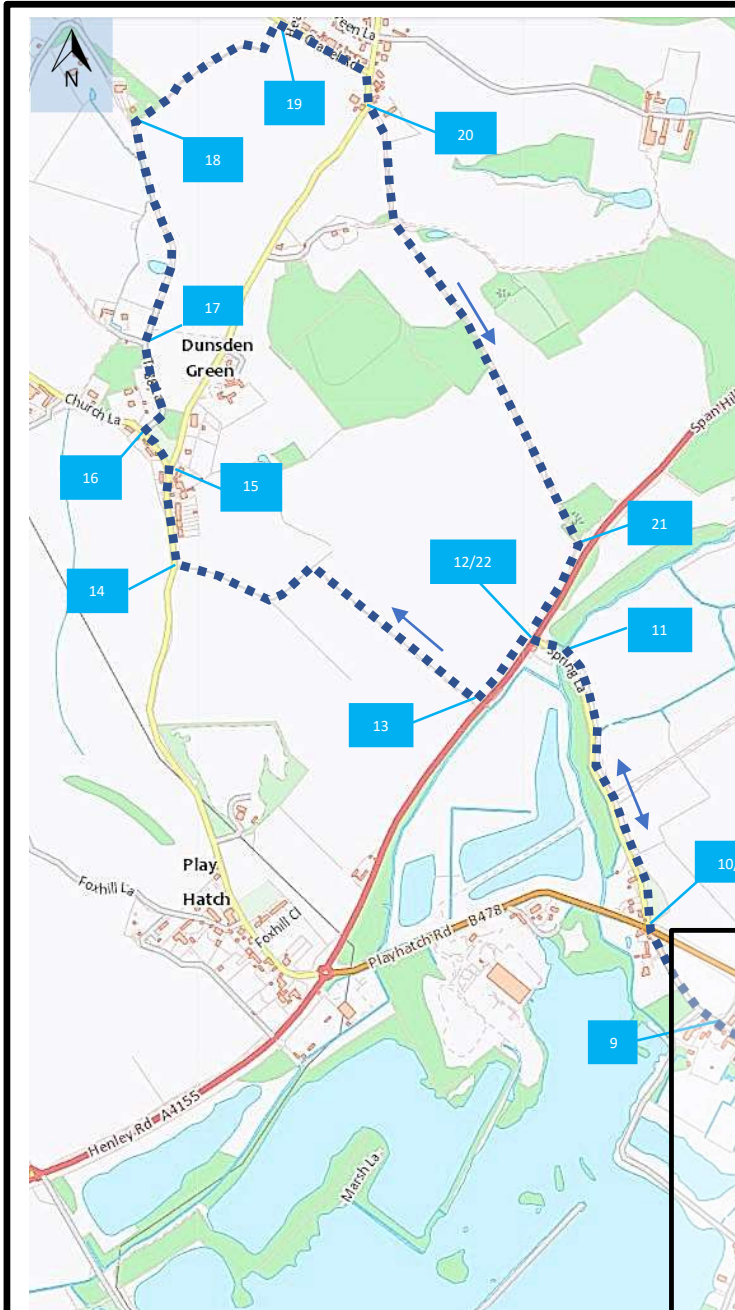 N
19
20
18
17
Dunsden
Green
Church La
Span Hill
16
15
21
12/22
14
11
Spring La
13
10/
Play
Hatch
Foxhill La
Foxhill Cl
Playhatch Rd B478
9
Henley Rd A4155
Marsh La